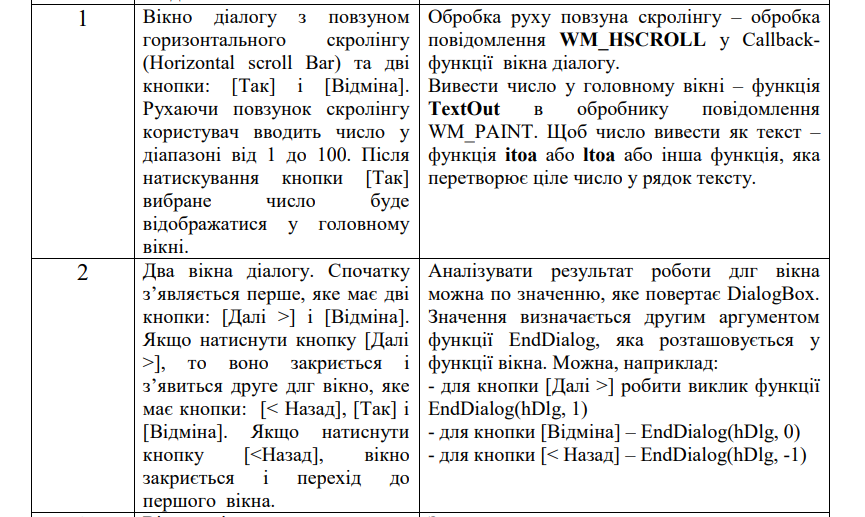 1
Вікно діалогу з повзуном
горизонтального скролінгу
(Horizontal scroll Bar) та дві
кнопки: [Так] і [Відміна].
Рухаючи повзунок скролінгу
користувач вводить число у
діапазоні від 1 до 100. Після
натискування кнопки [Так]
вибране число буде
відображатися у головному
вікні.
Обробка руху повзуна скролінгу – обробка
повідомлення WM_HSCROLL у Callback-
функції вікна діалогу.
Вивести число у головному вікні – функція
TextOut в обробнику повідомлення
WM_PAINT. Щоб число вивести як текст –
функція itoa або ltoa або інша функція, яка
перетворює ціле число у рядок тексту.
2
Два вікна діалогу. Спочатку
з’являється перше, яке має дві
кнопки: [Далі >] і [Відміна].
Якщо натиснути кнопку [Далі
>], то воно закриється і
з’явиться друге длг вікно, яке
має кнопки: [< Назад], [Так] і
[Відміна]. Якщо натиснути
кнопку [<Назад], вікно
закриється і перехід до
першого вікна.
Аналізувати результат роботи длг вікна
можна по значенню, яке повертає DialogBox.
Значення визначається другим аргументом
функції EndDialog, яка розташовується у
функції вікна. Можна, наприклад:
- для кнопки [Далі >] робити виклик функції
EndDialog(hDlg, 1)
- для кнопки [Відміна] – EndDialog(hDlg, 0)
- для кнопки [< Назад] – EndDialog(hDlg, -1)